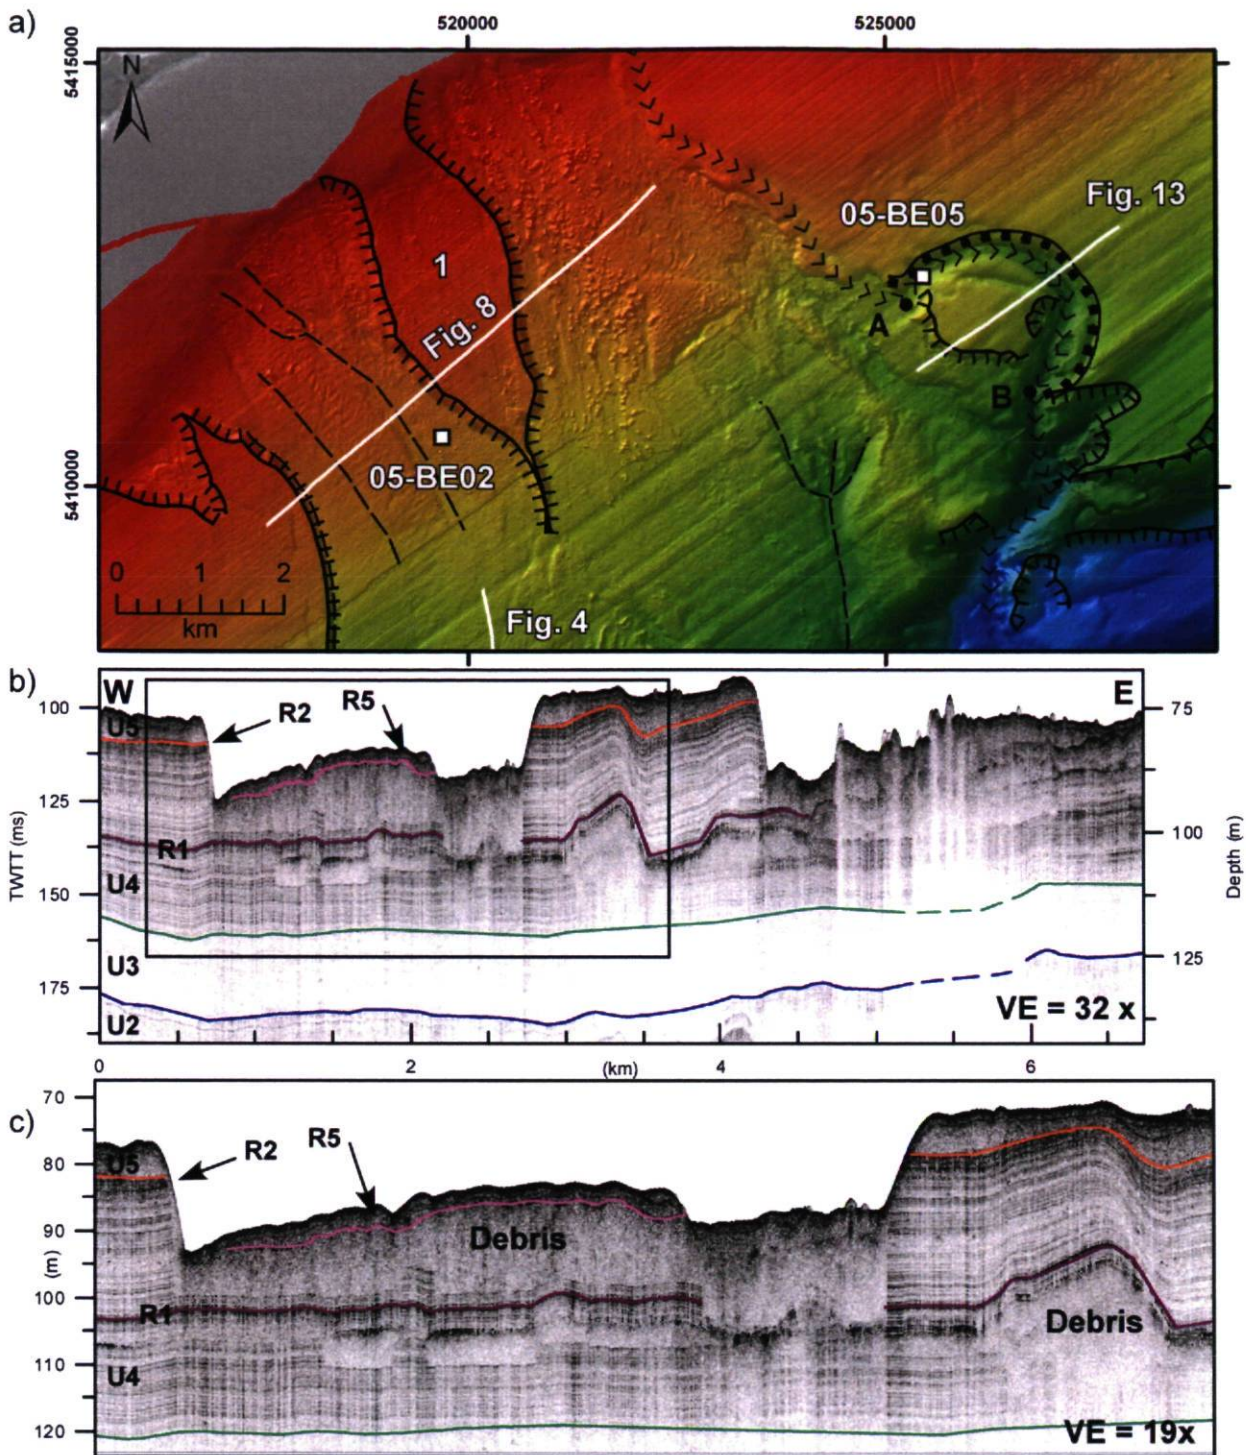 a)
520000
525000
5415000
N
05-BE05
Fig. 13
1
Fig. 8
A
B
05-BE02
5410000
0 1 2
km
Fig. 4
b)
W
E
R2
R5
U5
R1
U4
U3
U2
100
125
150
175
TWTT (ms)
75
100
125
Depth (m)
VE = 32 x
0 2 (km) 4 6
c)
70
80
90
(m)
100
110
120
R2
R5
U5
Debris
R1
Debris
U4
VE = 19x